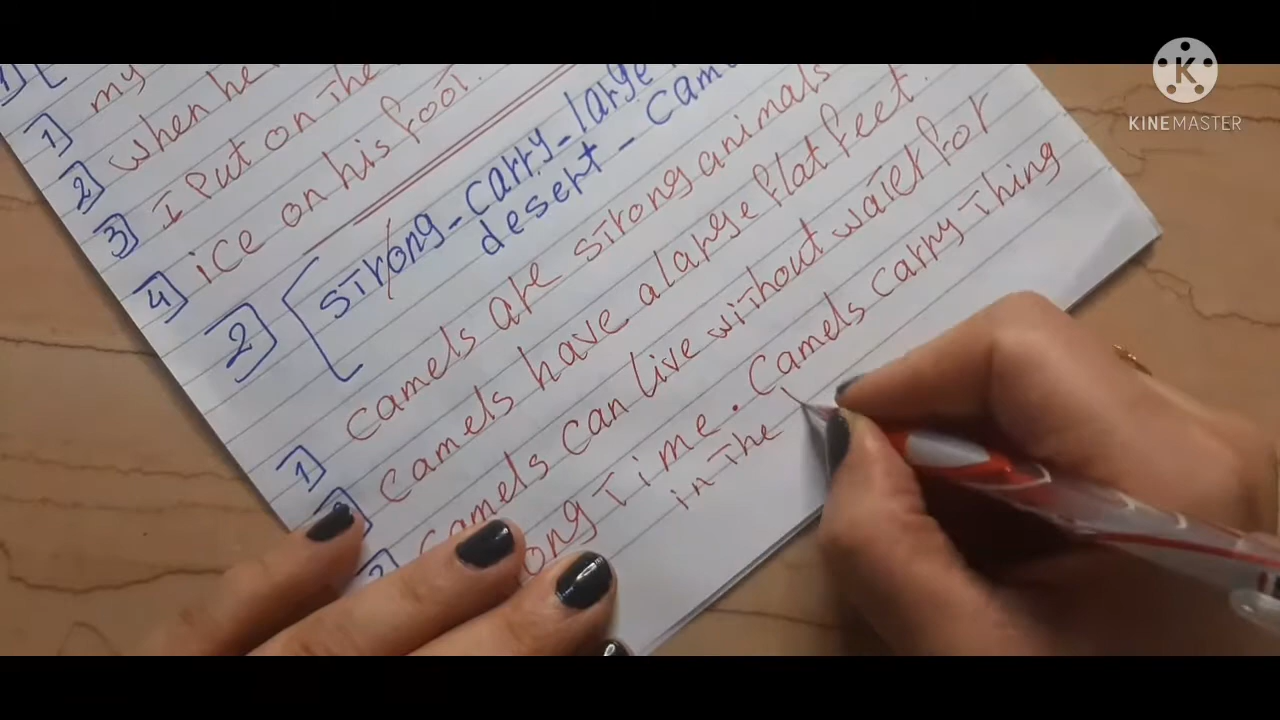 1 my
2 when he
3 I Put on The
4 ice on his foot.
2 [ strong - carry - large
desert - Cam
1 camels are strong animals
camels have a large flat feet.
camels can live without water for
ong Time. Camels carry Thing
in The
K
KINEMASTER